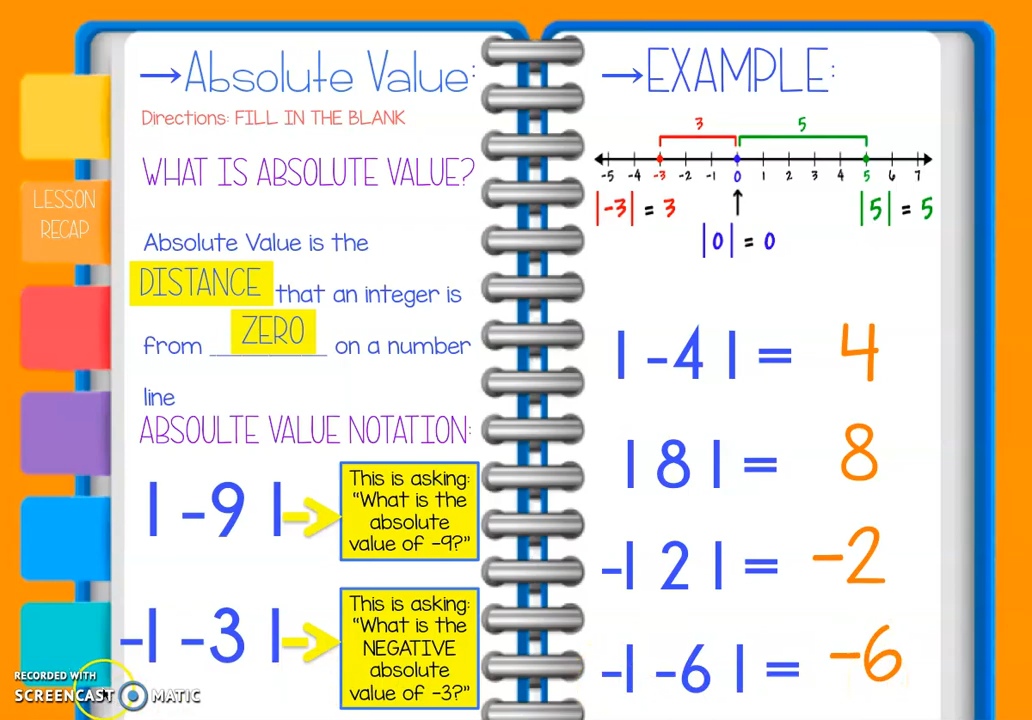 →Absolute Value:
Directions: FILL IN THE BLANK
WHAT IS ABSOLUTE VALUE?
LESSON
RECAP
Absolute Value is the
DISTANCE that an integer is
from ZERO on a number
line
ABSOULTE VALUE NOTATION:
| -9 |
This is asking:
"What is the
absolute
value of -9?"
-| -3 |
This is asking:
"What is the
NEGATIVE
absolute
value of -3?"
RECORDED WITH
SCREENCAST MATIC
→EXAMPLE:
3 5
-5 -4 -3 -2 -1 0 1 2 3 4 5 6 7
|-3| = 3 |5| = 5
|0| = 0
| -4 | = 4
| 8 | = 8
-| 2 | = -2
-| -6 | = -6